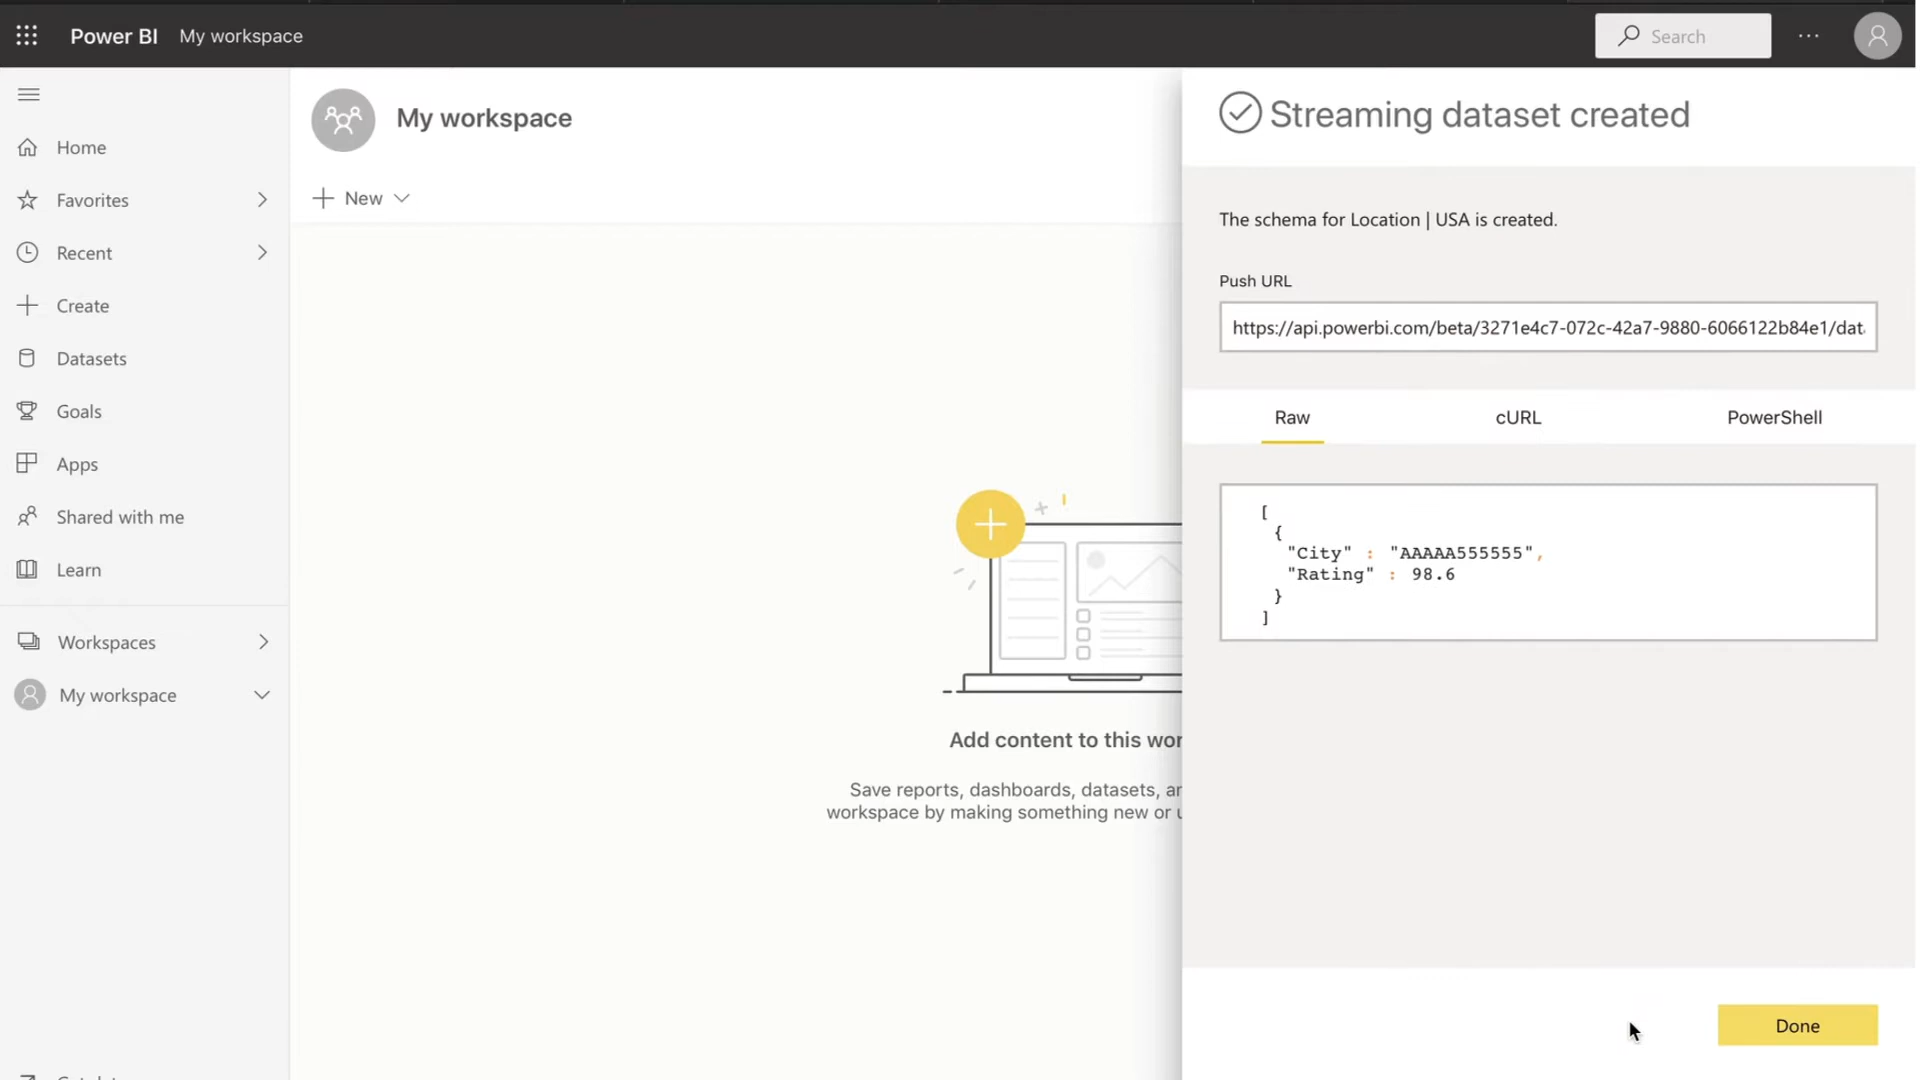 Power BI My workspace
Search
Home
Favorites
Recent
Create
Datasets
Goals
Apps
Shared with me
Learn
Workspaces
My workspace
My workspace
New
Add content to this
Save reports, dashboards, datasets,
workspace by making something new or
Streaming dataset created
The schema for Location | USA is created.
Push URL
https://api.powerbi.com/beta/3271e4c7-072c-42a7-9880-6066122b84e1/dat
Raw cURL PowerShell
[
{
"City" : "AAAAA555555",
"Rating" : 98.6
}
]
Done